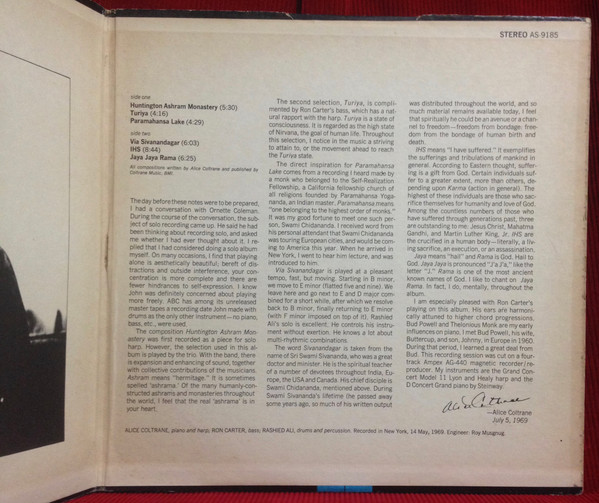 STEREO AS 9185
side one
Huntington Ashram Monastery (5:30)
Turiya (4:16)
Paramahansa Lake (4:29)
side two
Via Sivanandagar (6:03)
IHS (8:44)
Jaya Jaya Rama (6:25)
All compositions written by Alice Coltrane and published by
Coltrane Music, BMI.
The day before these notes were to be prepared,
I had a conversation with Ornette Coleman.
During the course of the conversation, the sub-
ject of solo recording came up. He said he had
been thinking about recording solo, and asked
me whether I had ever thought about it. I re-
plied that I had considered doing a solo album
myself. On many occasions, I find that playing
alone is aesthetically beautiful; bereft of dis-
tractions and outside interference, your con-
centration is more complete and there are
fewer hindrances to self-expression. I know
John was definitely concerned about playing
more freely. ABC has among its unreleased
master tapes a recording date John made with
drums as the only other instrument—no piano,
bass, etc., were used.
The composition Huntington Ashram Mon-
astery was first recorded as a piece for solo
harp. However, the selection used in this al-
bum is played by the trio. With the band, there
is expansion and enhancing of sound, together
with collective contributions of the musicians.
Ashram means "hermitage." It is sometimes
spelled 'ashrama.' Of the many humanly-con-
structed ashrams and monasteries throughout
the world, I feel that the real 'ashrama' is in
your heart.
The second selection, Turiya, is compli-
mented by Ron Carter's bass, which has a nat-
ural rapport with the harp. Turiya is a state of
consciousness. It is regarded as the high state
of Nirvana, the goal of human life. Throughout
this selection, I notice in the music a striving
to attain to, or the movement ahead to reach
the Turiya state.
The direct inspiration for Paramahansa
Lake comes from a recording I heard made by
a monk who belonged to the Self-Realization
Fellowship, a California fellowship church of
all religions founded by Paramahansa Yoga-
nanda, an Indian master. Paramahansa means
"one belonging to the highest order of monks."
It was my good fortune to meet one such per-
son, Swami Chidananda. I received word from
his personal attendant that Swami Chidananda
was touring European cities, and would be com-
ing to America this year. When he arrived in
New York, I went to hear him lecture, and was
introduced to him.
Via Sivanandagar is played at a pleasant
tempo, fast, but moving. Starting in B minor
we move to E minor (flatted five and nine). We
leave here and go next to E and D major com-
bined for a short while, after which we resolve
back to B minor, finally returning to E minor
(with F minor imposed on top of it). Rashied
Ali's solo is excellent. He controls his instru-
ment without exertion. He knows a lot about
multi-rhythmic combinations.
The word Sivanandagar is taken from the
name of Sri Swami Sivananda, who was a great
doctor and minister. He is the spiritual teacher
of a number of devotees throughout India, Eu-
rope, the USA and Canada. His chief disciple is
Swami Chidananda, mentioned above. During
Swami Sivananda's lifetime (he passed away
some years ago, so much of his written output
was distributed throughout the world, and so
much material remains available today, I feel
that spiritually he could be an avenue or a chan-
nel to freedom—freedom from bondage: free-
dom from the bondage of human birth and
death.
IHS means "I have suffered." It exemplifies
the sufferings and tribulations of mankind in
general. According to Eastern thought, suffer-
ing is a gift from God. Certain individuals suf-
fer to a greater extent, more than others, de-
pending upon Karma (action in general). The
highest of these individuals are those who sac-
rifice themselves for humanity and love of God.
Among the countless numbers of those who
have suffered through generations past, three
are outstanding to me: Jesus Christ, Mahatma
Gandhi, and Martin Luther King, Jr. IHS are
the crucified in a human body—literally, a liv-
ing sacrifice, an execution, or an assassination.
Jaya means "hail" and Rama is God. Hail to
God. Jaya Jaya is pronounced "J'a J'a," like the
letter "J." Rama is one of the most ancient
known names of God. I like to chant on Jaya
Rama. In fact, I do, mentally, throughout the
album.
I am especially pleased with Ron Carter's
playing on this album. His ears are harmoni-
cally attuned to higher chord progressions.
Bud Powell and Thelonious Monk are my early
influences on piano. I met Bud Powell, his wife,
Buttercup, and son, Johnny, in Europe in 1960.
During that period, I learned a great deal from
Bud. This recording session was cut on a four-
track Ampex AG-440 magnetic recorder/re-
producer. My instruments are the Grand Con-
cert Model 11 Lyon and Healy harp and the
D Concert Grand piano by Steinway.
Alice Coltrane
—Alice Coltrane
July 5, 1969
ALICE COLTRANE, piano and harp; RON CARTER, bass; RASHIED ALI, drums and percussion. Recorded in New York, 14 May, 1969. Engineer: Roy Musgnug.